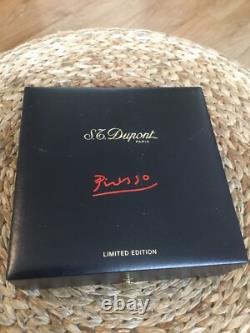 S.T. Dupont
PARIS
Picasso
LIMITED EDITION